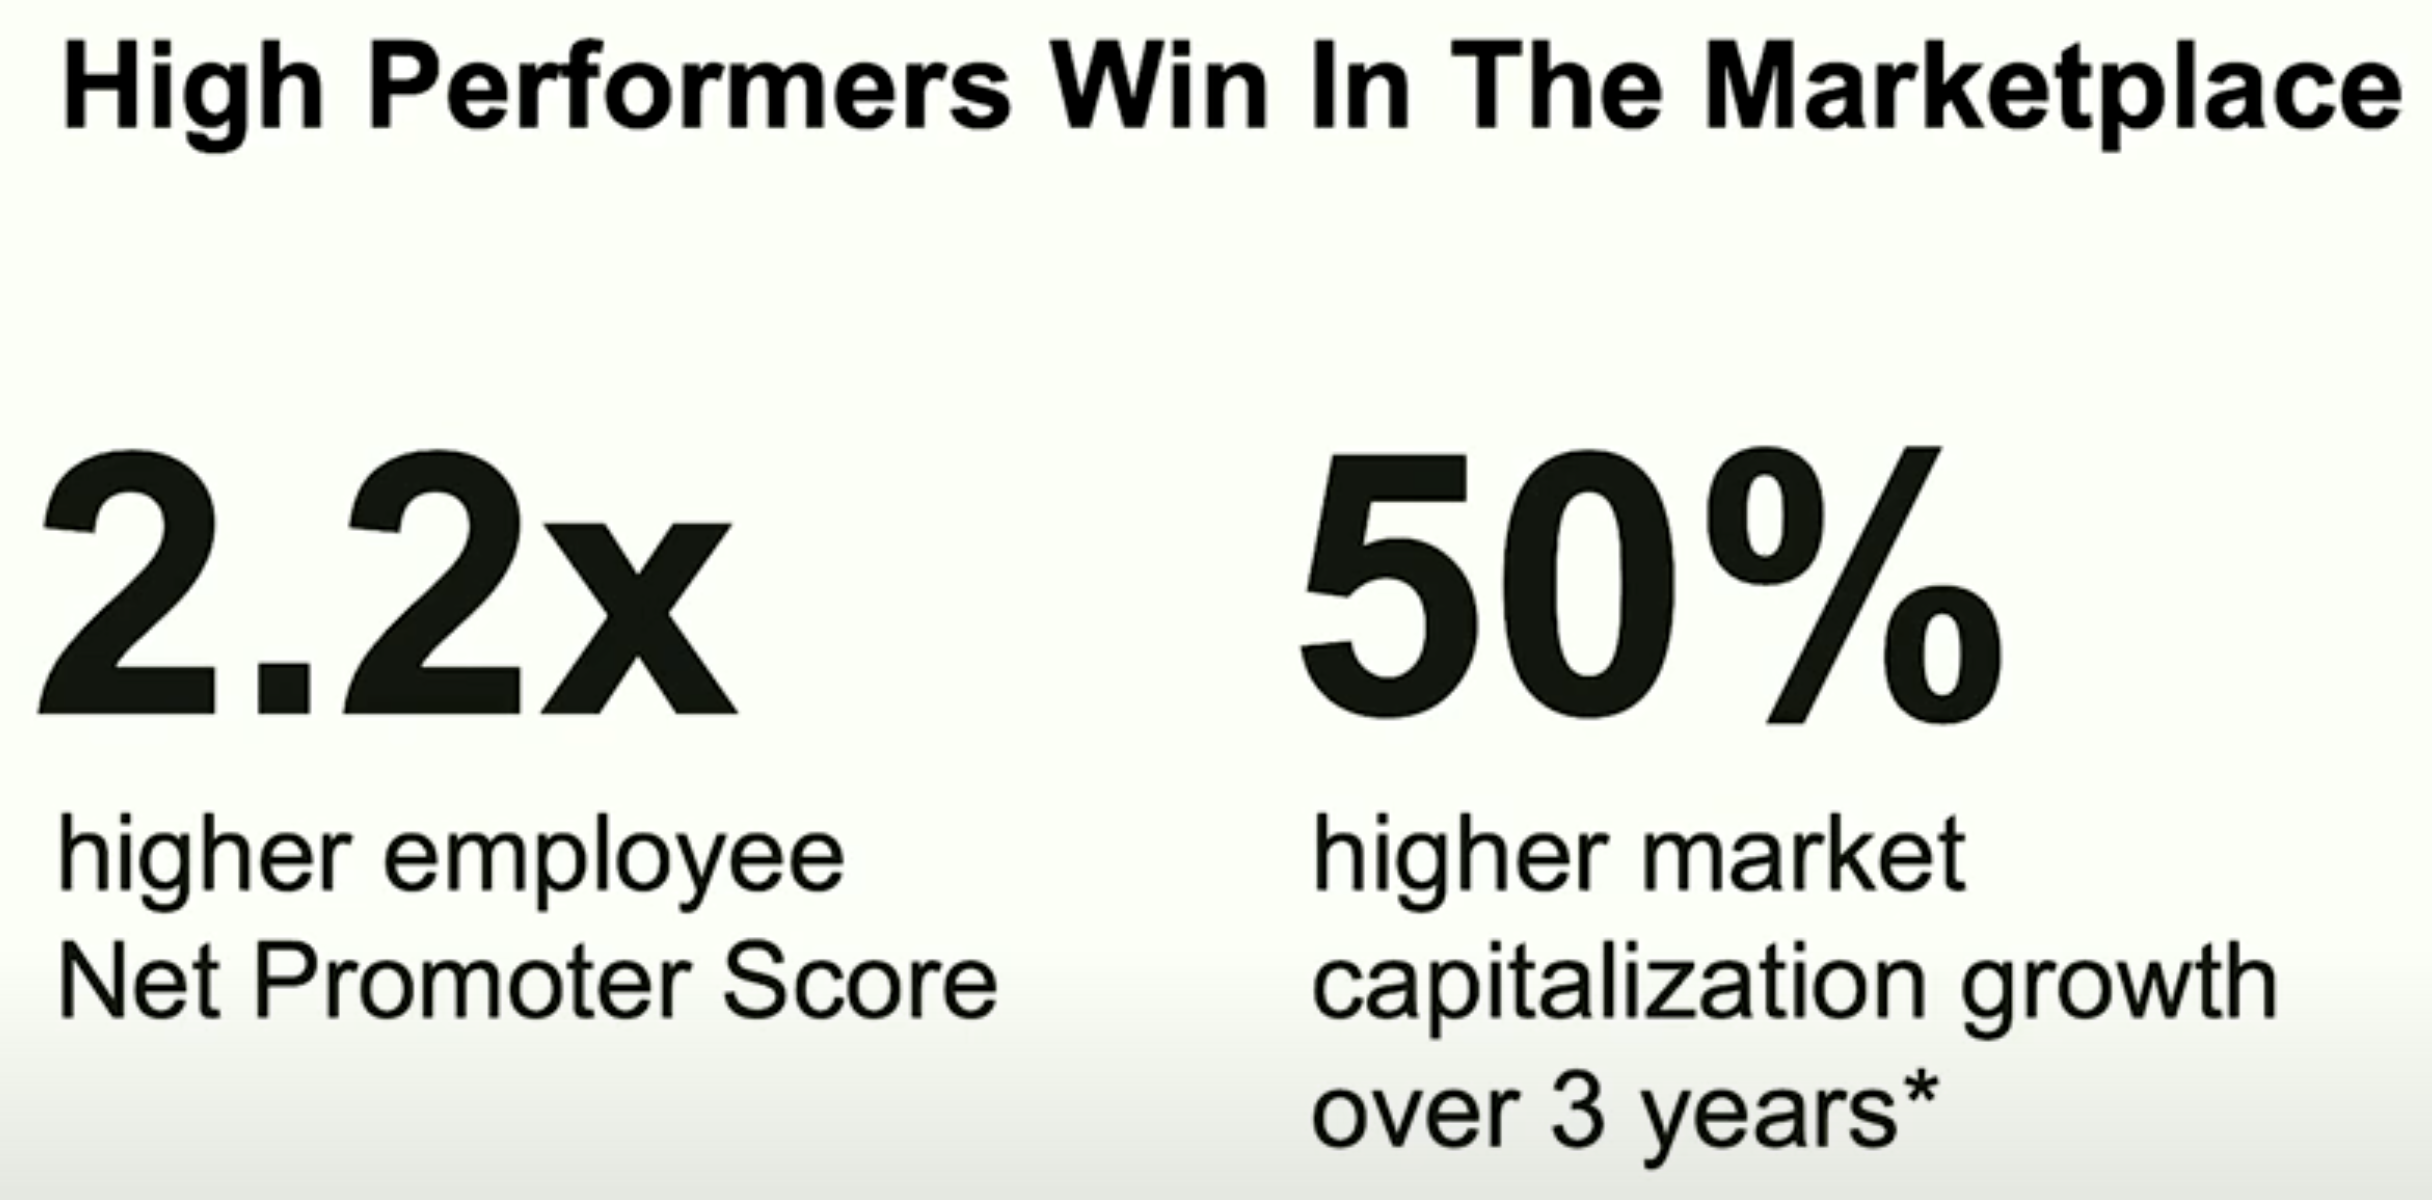 High Performers Win In The Marketplace
2.2x
higher employee
Net Promoter Score
50%
higher market
capitalization growth
over 3 years*